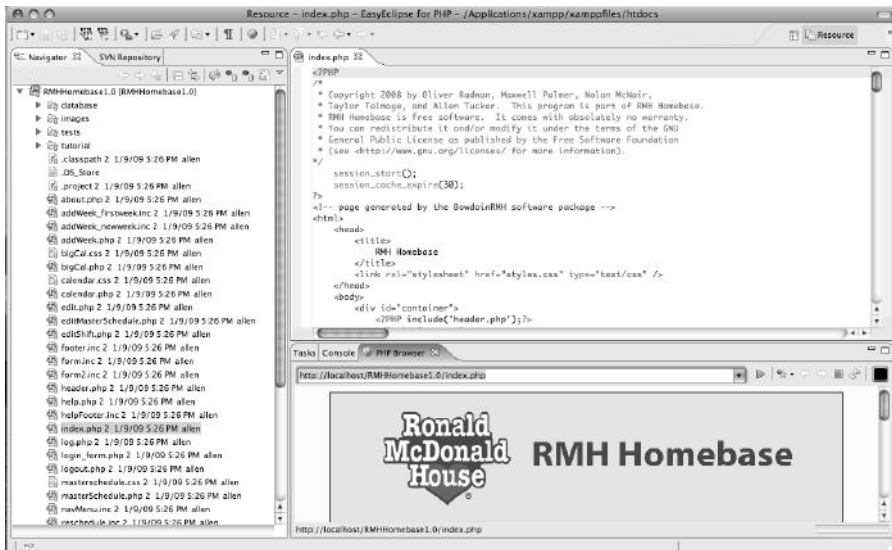 Resource - index.php - EasyEclipse for PHP - /Applications/xampp/xamppfiles/htdocs
Resource
Navigator
SVN Repository
RMHHomebase1.0 [RMHHomebase1.0]
database
images
tests
tutorial
.classpath 2 1/9/09 5:26 PM allen
.DS_Store
.project 2 1/9/09 5:26 PM allen
about.php 2 1/9/09 5:26 PM allen
addWeek_firstweek.inc 2 1/9/09 5:26 PM allen
addWeek_newweek.inc 2 1/9/09 5:26 PM allen
addWeek.php 2 1/9/09 5:26 PM allen
bigCal.css 2 1/9/09 5:26 PM allen
bigCal.php 2 1/9/09 5:26 PM allen
calendar.css 2 1/9/09 5:26 PM allen
calendar.php 2 1/9/09 5:26 PM allen
edit.php 2 1/9/09 5:26 PM allen
editMasterSchedule.php 2 1/9/09 5:26 PM allen
editShift.php 2 1/9/09 5:26 PM allen
footer.inc 2 1/9/09 5:26 PM allen
form.inc 2 1/9/09 5:26 PM allen
form2.inc 2 1/9/09 5:26 PM allen
header.php 2 1/9/09 5:26 PM allen
help.php 2 1/9/09 5:26 PM allen
helpFooter.inc 2 1/9/09 5:26 PM allen
index.php 2 1/9/09 5:26 PM allen
log.php 2 1/9/09 5:26 PM allen
login_form.php 2 1/9/09 5:26 PM allen
logout.php 2 1/9/09 5:26 PM allen
masterschedule.css 2 1/9/09 5:26 PM allen
masterSchedule.php 2 1/9/09 5:26 PM allen
navMenu.inc 2 1/9/09 5:26 PM allen
reschedule.inc 2 1/9/09 5:26 PM allen
index.php
<?PHP
/*
* Copyright 2008 by Oliver Radwan, Maxwell Palmer, Nolan McNair,
* Taylor Talmage, and Allen Tucker. This program is part of RMH Homebase.
* RMH Homebase is free software. It comes with absolutely no warranty.
* You can redistribute it and/or modify it under the terms of the GNU
* General Public License as published by the Free Software Foundation
* (see <http://www.gnu.org/licenses/ for more information).
*/
session_start();
session_cache_expire(30);
?>
<!-- page generated by the BowdoinRMH software package -->
<html>
<head>
<title>
RMH Homebase
</title>
<link rel="stylesheet" href="styles.css" type="text/css" />
</head>
<body>
<div id="container">
<?PHP include('header.php');?>
Tasks
Console
PHP Browser
http://localhost/RMHHomebase1.0/index.php
Ronald
McDonald
House
®
RMH Homebase
http://localhost/RMHHomebase1.0/index.php